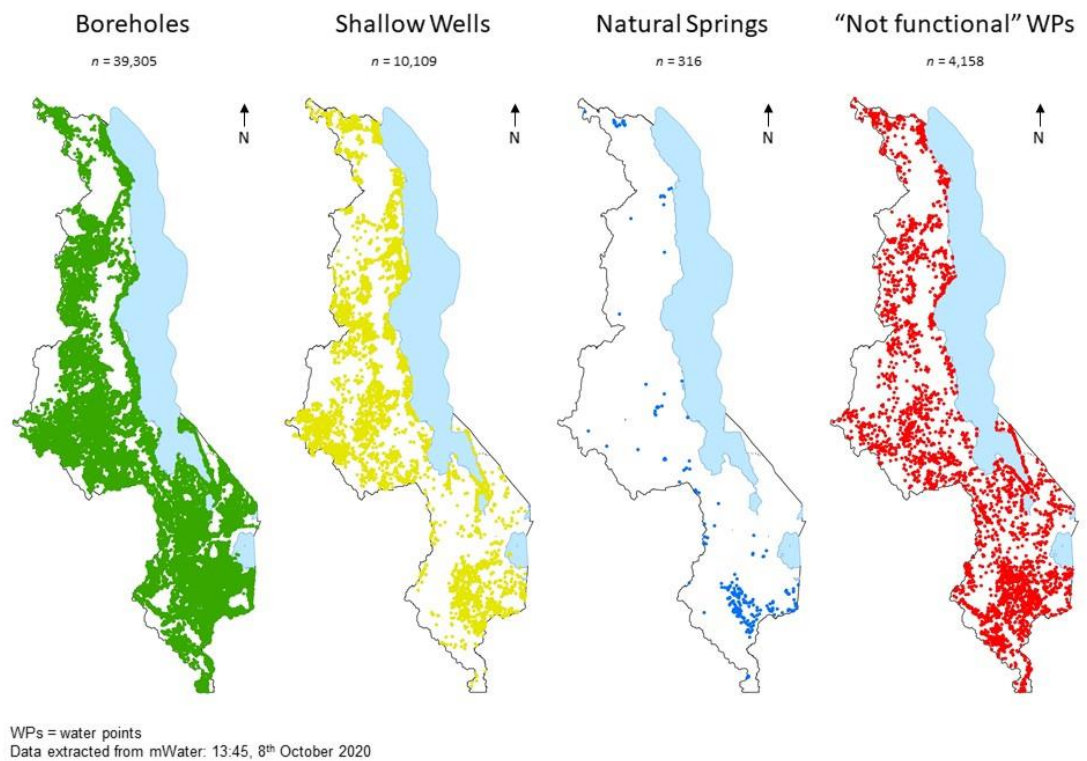 Boreholes
n = 39,305
N
Shallow Wells
n = 10,109
N
Natural Springs
n = 316
N
“Not functional” WPs
n = 4,158
N
WPs = water points
Data extracted from mWater: 13:45, 8th October 2020